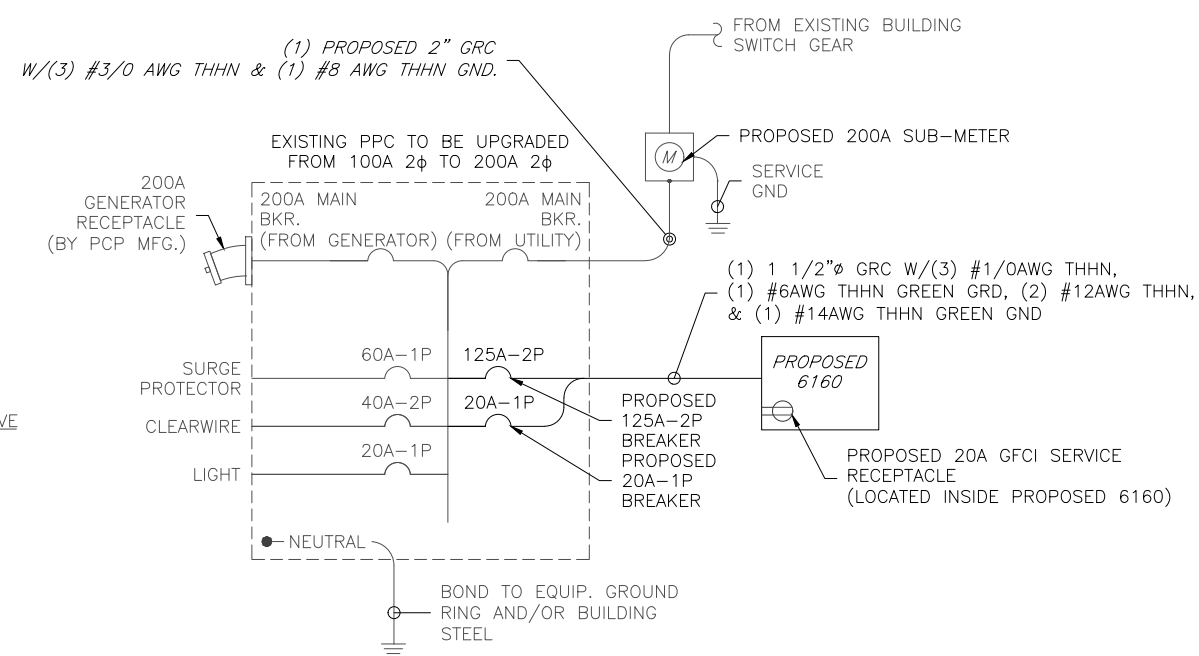 FROM EXISTING BUILDING
SWITCH GEAR
(1) PROPOSED 2" GRC
W/(3) #3/0 AWG THHN & (1) #8 AWG THHN GND.
M
PROPOSED 200A SUB-METER
SERVICE
GND
EXISTING PPC TO BE UPGRADED
FROM 100A 2ϕ TO 200A 2ϕ
200A
GENERATOR
RECEPTACLE
(BY PCP MFG.)
200A MAIN
BKR.
(FROM GENERATOR)
200A MAIN
BKR.
(FROM UTILITY)
(1) 1 1/2"ø GRC W/(3) #1/0AWG THHN,
(1) #6AWG THHN GREEN GRD, (2) #12AWG THHN,
& (1) #14AWG THHN GREEN GND
SURGE
PROTECTOR
60A-1P
125A-2P
PROPOSED
6160
CLEARWIRE
40A-2P
20A-1P
PROPOSED
125A-2P
BREAKER
PROPOSED
20A-1P
BREAKER
VE
LIGHT
20A-1P
PROPOSED 20A GFCI SERVICE
RECEPTACLE
(LOCATED INSIDE PROPOSED 6160)
NEUTRAL
BOND TO EQUIP. GROUND
RING AND/OR BUILDING
STEEL